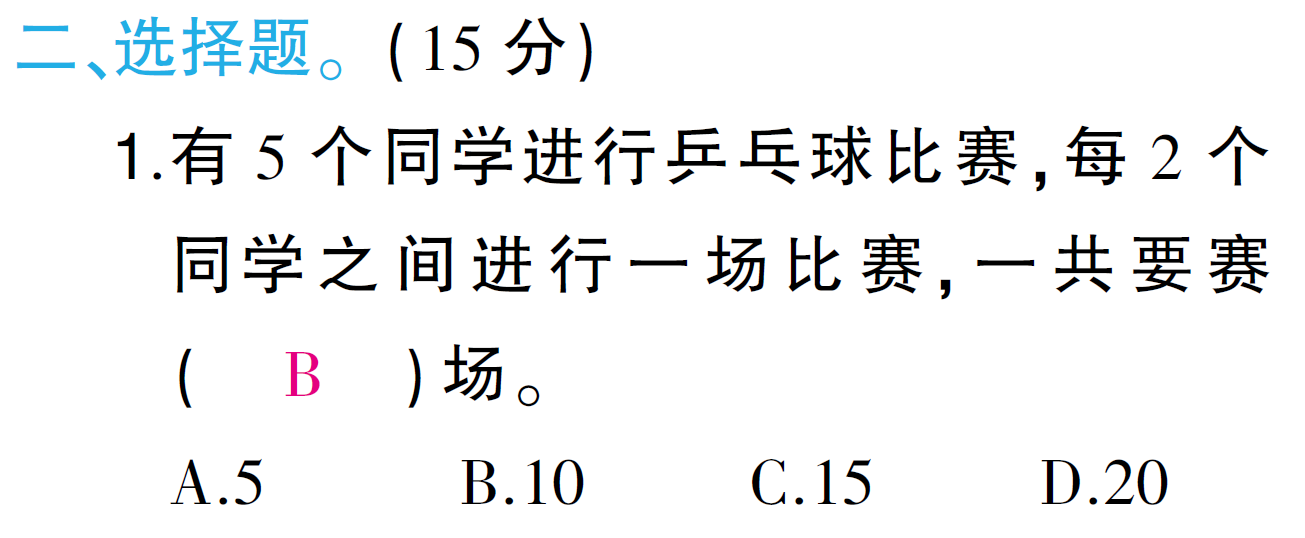 二、选择题。(15 分)
1.有 5 个同学进行乒乓球比赛,每 2 个
同学之间进行一场比赛,一共要赛
( B )场。
A.5 B.10 C.15 D.20